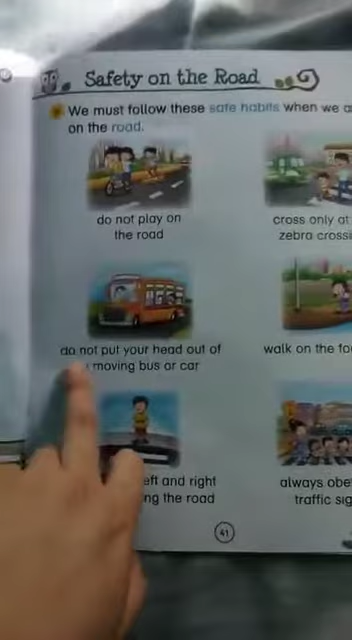 Safety on the Road
We must follow these safe habits when we a
on the road.
do not play on
the road
cross only at
zebra crossi
do not put your head out of
moving bus or car
walk on the fo
eft and right
ng the road
always obe
traffic sig
41